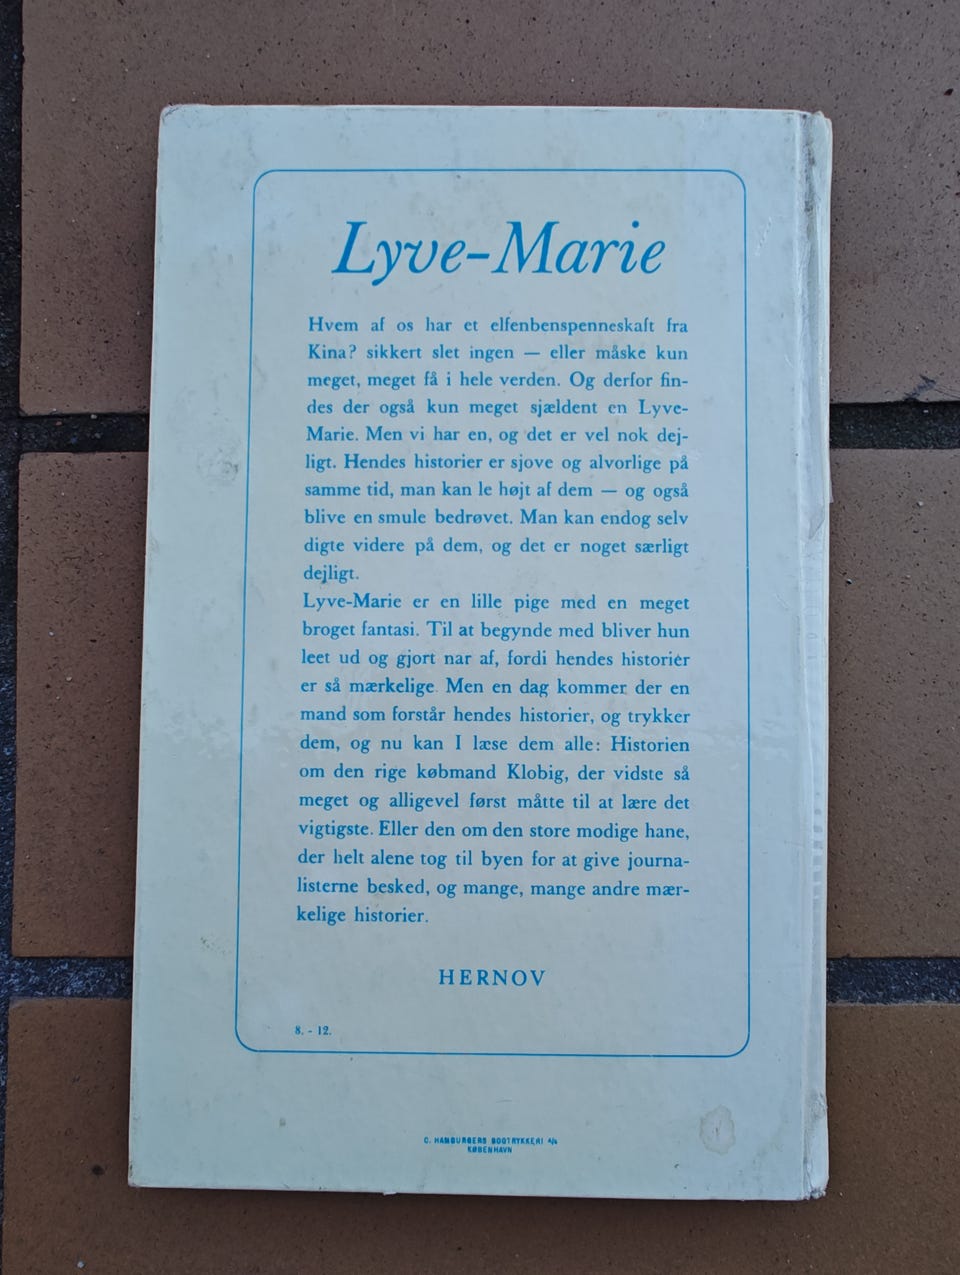 Lyve-Marie
Hvem af os har et elfenbenspenneskaft fra
Kina? sikkert slet ingen — eller måske kun
meget, meget få i hele verden. Og derfor fin-
des der også kun meget sjældent en Lyve-
Marie. Men vi har en, og det er vel nok dej-
ligt. Hendes historier er sjove og alvorlige på
samme tid, man kan le højt af dem — og også
blive en smule bedrøvet. Man kan endog selv
digte videre på dem, og det er noget særligt
dejligt.
Lyve-Marie er en lille pige med en meget
broget fantasi. Til at begynde med bliver hun
leet ud og gjort nar af, fordi hendes historier
er så mærkelige. Men en dag kommer der en
mand som forstår hendes historier, og trykker
dem, og nu kan I læse dem alle: Historien
om den rige købmand Klobig, der vidste så
meget og alligevel først måtte til at lære det
vigtigste. Eller den om den store modige hane,
der helt alene tog til byen for at give journa-
listerne besked, og mange, mange andre mær-
kelige historier.
HERNOV
8. - 12.
C. HAMBURGERS BOGTRYKKERI A/S
KØBENHAVN